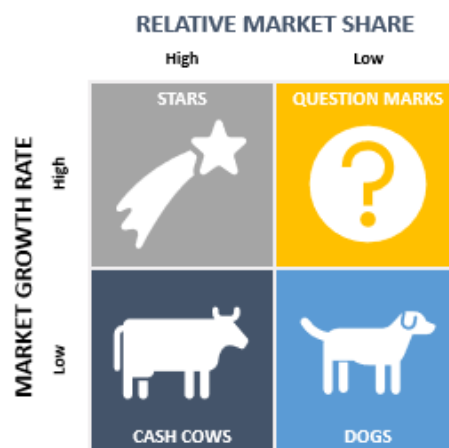 RELATIVE MARKET SHARE
High
Low
MARKET GROWTH RATE
High
STARS
QUESTION MARKS
?
Low
CASH COWS
DOGS